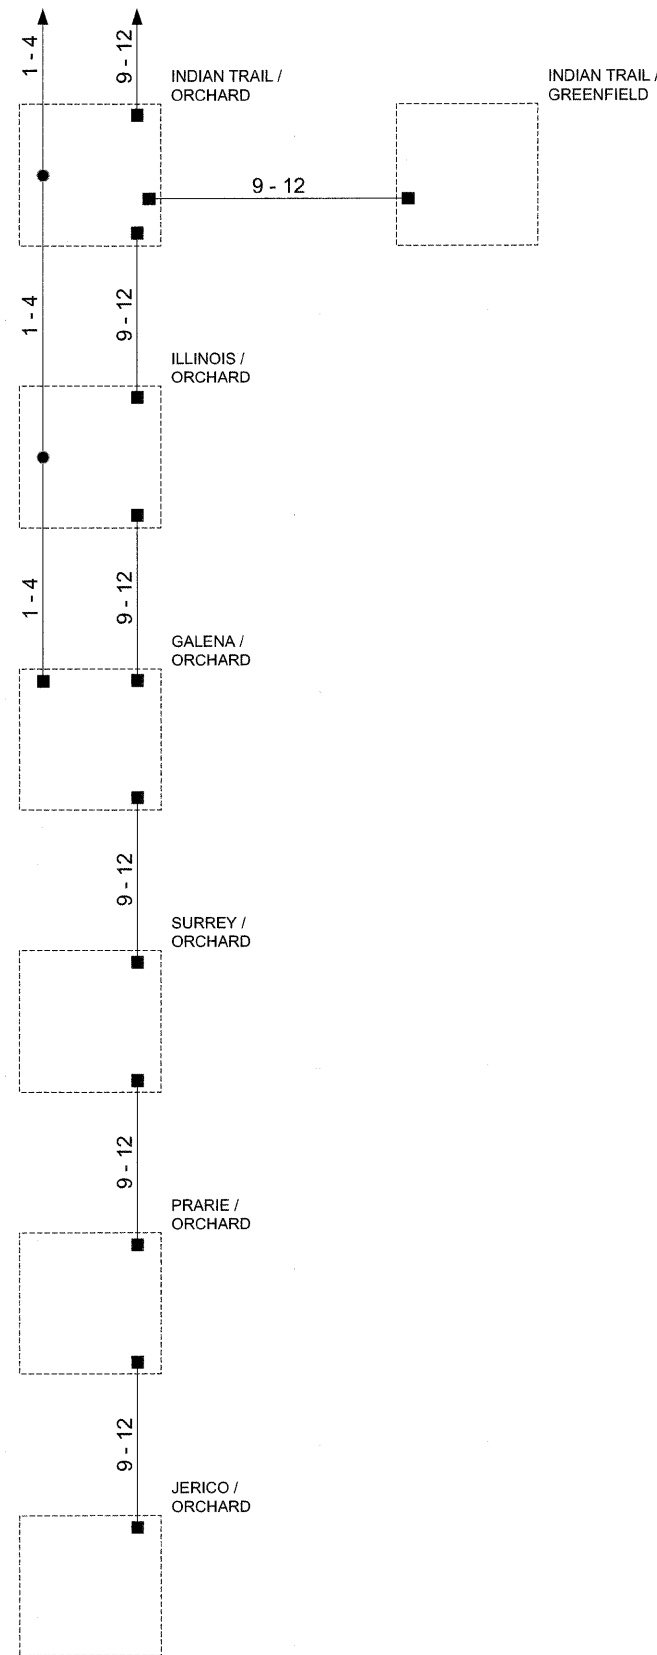 1 - 4
9 - 12
INDIAN TRAIL /
ORCHARD
INDIAN TRAIL /
GREENFIELD
9 - 12
1 - 4
9 - 12
ILLINOIS /
ORCHARD
1 - 4
9 - 12
GALENA /
ORCHARD
9 - 12
SURREY /
ORCHARD
9 - 12
PRARIE /
ORCHARD
9 - 12
JERICO /
ORCHARD